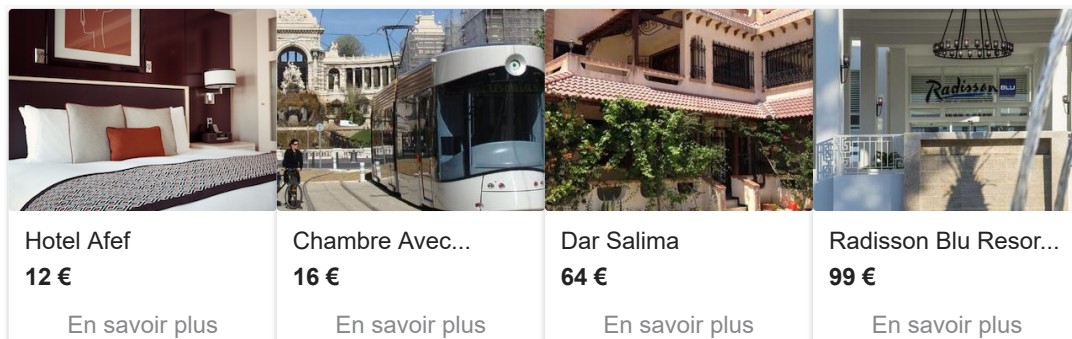 Radisson BLU
Hotel Afef
12 €
En savoir plus
Chambre Avec...
16 €
En savoir plus
Dar Salima
64 €
En savoir plus
Radisson Blu Resor...
99 €
En savoir plus